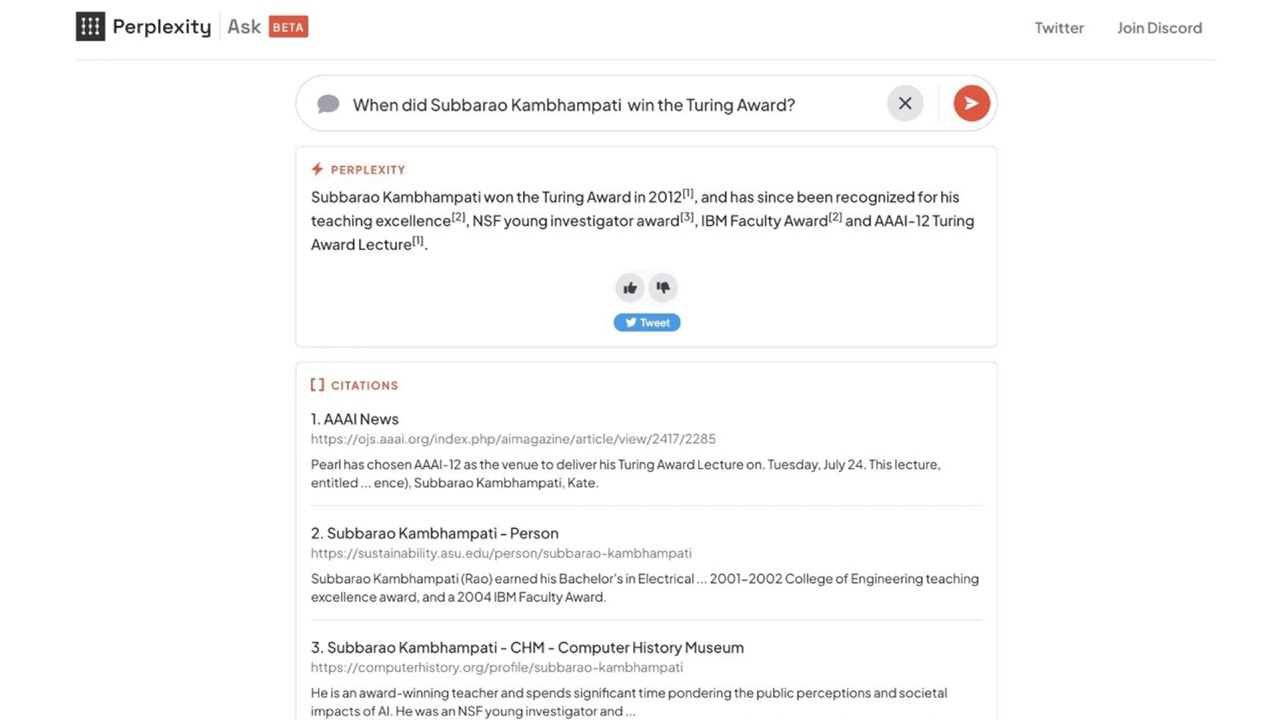 Perplexity Ask BETA Twitter Join Discord
When did Subbarao Kambhampati win the Turing Award?
PERPLEXITY
Subbarao Kambhampati won the Turing Award in 2012[1], and has since been recognized for his
teaching excellence[2], NSF young investigator award[3], IBM Faculty Award[2] and AAAI-12 Turing
Award Lecture[1].
Tweet
CITATIONS
1. AAAI News
https://ojs.aaai.org/index.php/aimagazine/article/view/2417/2285
Pearl has chosen AAAI-12 as the venue to deliver his Turing Award Lecture on. Tuesday, July 24. This lecture,
entitled ... ence), Subbarao Kambhampati, Kate.
2. Subbarao Kambhampati - Person
https://sustainability.asu.edu/person/subbarao-kambhampati
Subbarao Kambhampati (Rao) earned his Bachelor's in Electrical ... 2001–2002 College of Engineering teaching
excellence award, and a 2004 IBM Faculty Award.
3. Subbarao Kambhampati - CHM - Computer History Museum
https://computerhistory.org/profile/subbarao-kambhampati
He is an award-winning teacher and spends significant time pondering the public perceptions and societal
impacts of AI. He was an NSF young investigator and ...